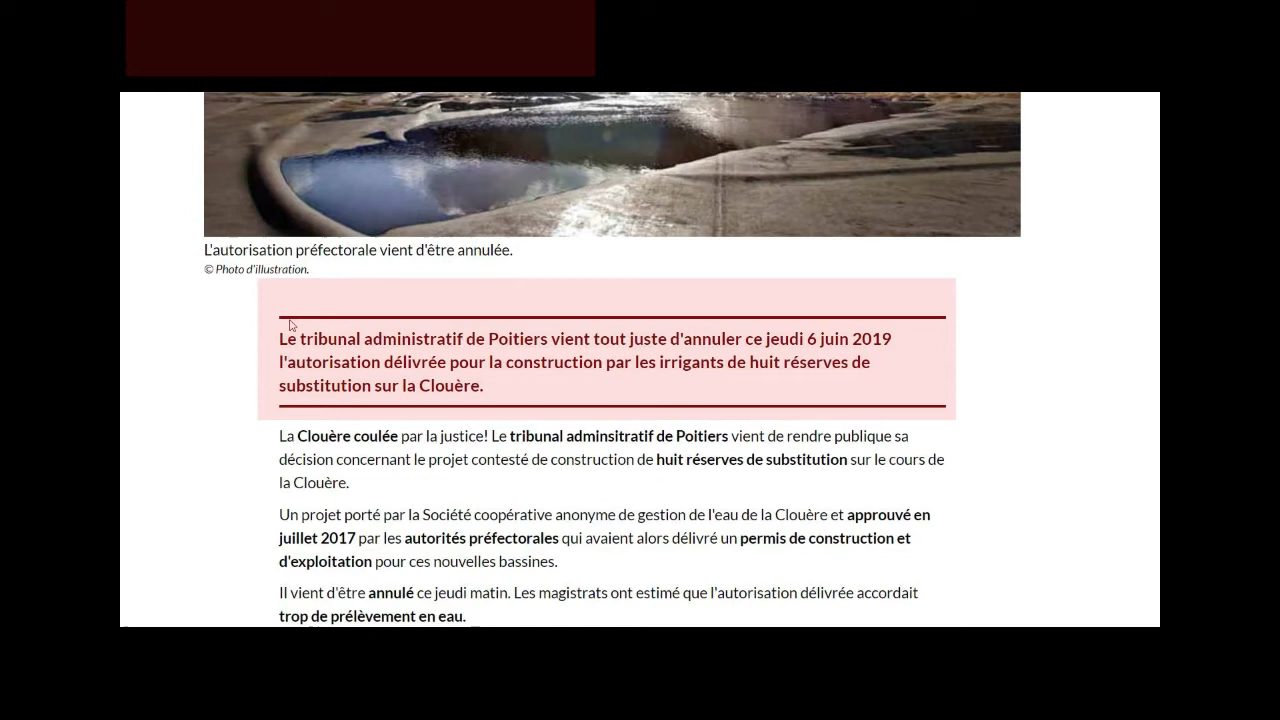 L'autorisation préfectorale vient d'être annulée.
© Photo d'illustration.
Le tribunal administratif de Poitiers vient tout juste d'annuler ce jeudi 6 juin 2019
l'autorisation délivrée pour la construction par les irrigants de huit réserves de
substitution sur la Clouère.
La Clouère coulée par la justice! Le tribunal adminsitratif de Poitiers vient de rendre publique sa
décision concernant le projet contesté de construction de huit réserves de substitution sur le cours de
la Clouère.
Un projet porté par la Société coopérative anonyme de gestion de l'eau de la Clouère et approuvé en
juillet 2017 par les autorités préfectorales qui avaient alors délivré un permis de construction et
d'exploitation pour ces nouvelles bassines.
Il vient d'être annulé ce jeudi matin. Les magistrats ont estimé que l'autorisation délivrée accordait
trop de prélèvement en eau.